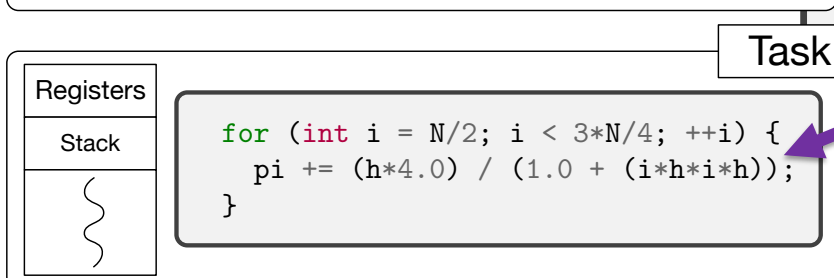 Task
Registers
Stack
for (int i = N/2; i < 3*N/4; ++i) {
pi += (h*4.0) / (1.0 + (i*h*i*h));
}